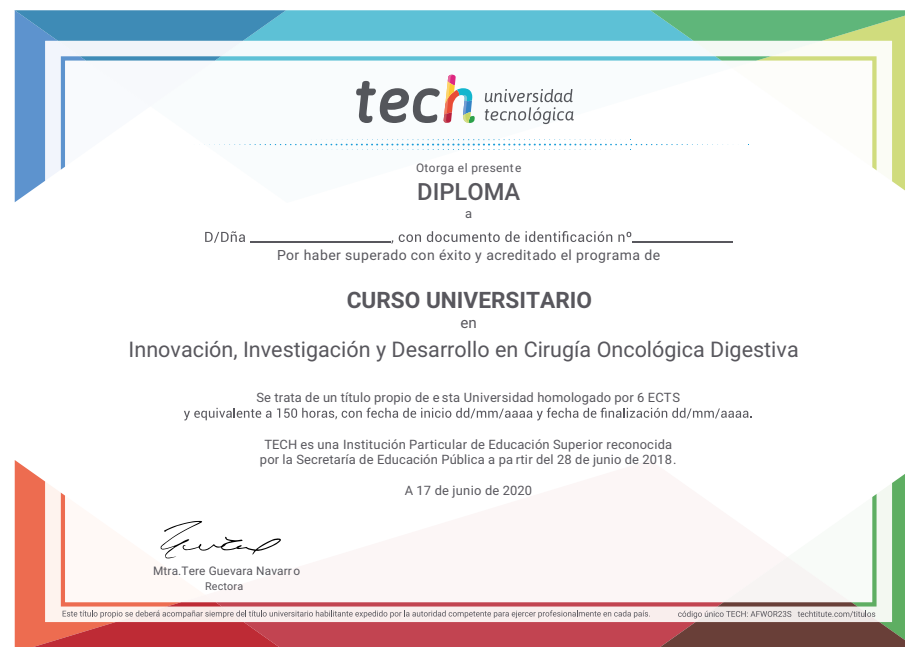 tech universidad
tecnológica
Otorga el presente
DIPLOMA
a
D/Dña ________________, con documento de identificación nº____________
Por haber superado con éxito y acreditado el programa de
CURSO UNIVERSITARIO
en
Innovación, Investigación y Desarrollo en Cirugía Oncológica Digestiva
Se trata de un título propio de esta Universidad homologado por 6 ECTS
y equivalente a 150 horas, con fecha de inicio dd/mm/aaaa y fecha de finalización dd/mm/aaaa.
TECH es una Institución Particular de Educación Superior reconocida
por la Secretaría de Educación Pública a partir del 28 de junio de 2018.
A 17 de junio de 2020
Mtra.Tere Guevara Navarro
Rectora
Este título propio se deberá acompañar siempre del título universitario habilitante expedido por la autoridad competente para ejercer profesionalmente en cada país. código único TECH: AFWOR23S techtitute.com/titulos